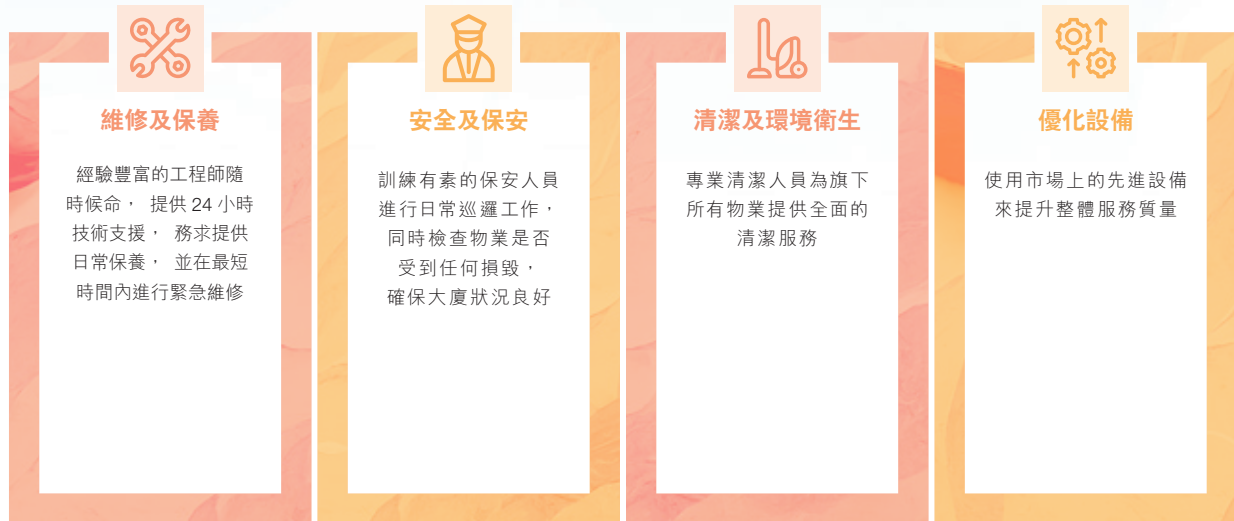 維修及保養
經驗豐富的工程師隨
時候命， 提供 24 小時
技術支援， 務求提供
日常保養， 並在最短
時間內進行緊急維修
安全及保安
訓練有素的保安人員
進行日常巡邏工作，
同時檢查物業是否
受到任何損毀，
確保大廈狀況良好
清潔及環境衛生
專業清潔人員為旗下
所有物業提供全面的
清潔服務
優化設備
使用市場上的先進設備
來提升整體服務質量